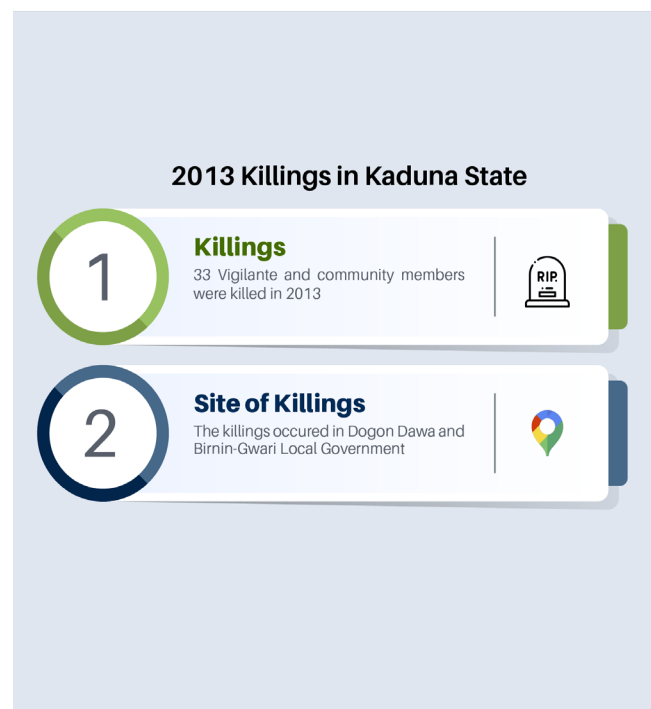 2013 Killings in Kaduna State
1
Killings
33 Vigilante and community members
were killed in 2013
RIP.
2
Site of Killings
The killings occured in Dogon Dawa and
Birnin-Gwari Local Government